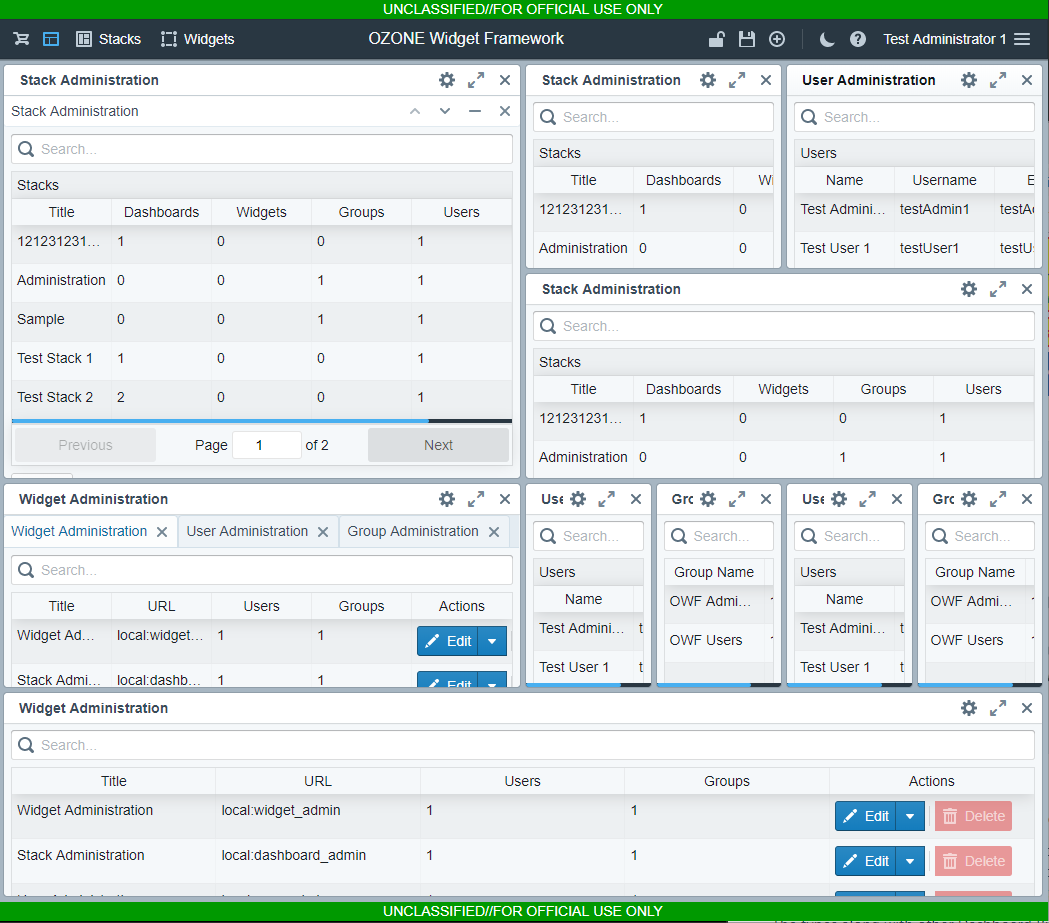 UNCLASSIFIED//FOR OFFICIAL USE ONLY
Stacks Widgets OZONE Widget Framework Test Administrator 1
Stack Administration
Stack Administration
Search...
Stacks
Title Dashboards Widgets Groups Users
121231231... 1 0 0 1
Administration 0 0 1 1
Sample 0 0 1 1
Test Stack 1 1 0 0 1
Test Stack 2 2 0 0 1
Previous Page 1 of 2 Next
Stack Administration
Search...
Stacks
Title Dashboards Wi
121231231... 1 0
Administration 0 0
User Administration
Search...
Users
Name Username E
Test Admini... testAdmin1 testA
Test User 1 testUser1 testU
Stack Administration
Search...
Stacks
Title Dashboards Widgets Groups Users
121231231... 1 0 0 1
Administration 0 0 1 1
Widget Administration
Widget Administration User Administration Group Administration
Search...
Title URL Users Groups Actions
Widget Ad... local:widget... 1 1 Edit
Stack Admi... local:dashb... 1 1 Edit
Use
Search...
Users
Name
Test Admini... t
Test User 1 t
Grc
Search...
Group Name
OWF Admi...
OWF Users
Use
Search...
Users
Name
Test Admini... t
Test User 1 t
Grc
Search...
Group Name
OWF Admi...
OWF Users
Widget Administration
Search...
Title URL Users Groups Actions
Widget Administration local:widget_admin 1 1 Edit Delete
Stack Administration local:dashboard_admin 1 1 Edit Delete
UNCLASSIFIED//FOR OFFICIAL USE ONLY